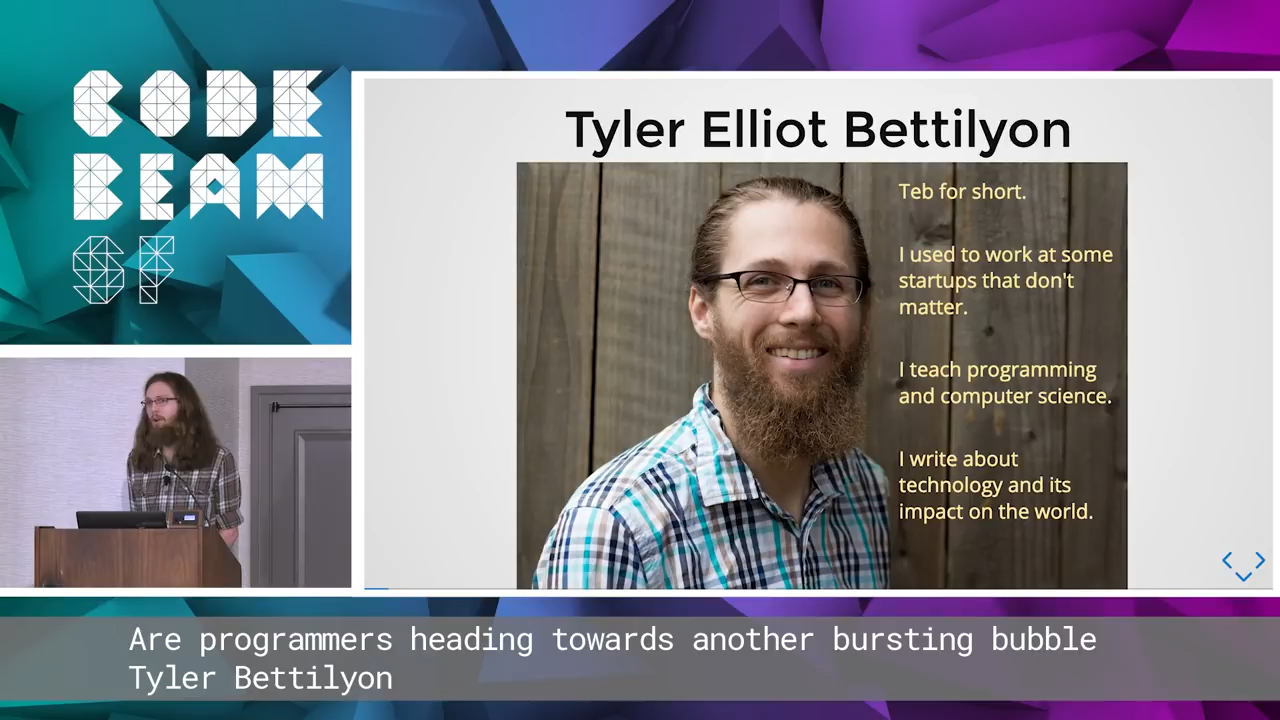 CODE
BEAM
SF
Tyler Elliot Bettilyon
Teb for short.
I used to work at some
startups that don't
matter.
I teach programming
and computer science.
I write about
technology and its
impact on the world.
Are programmers heading towards another bursting bubble
Tyler Bettilyon